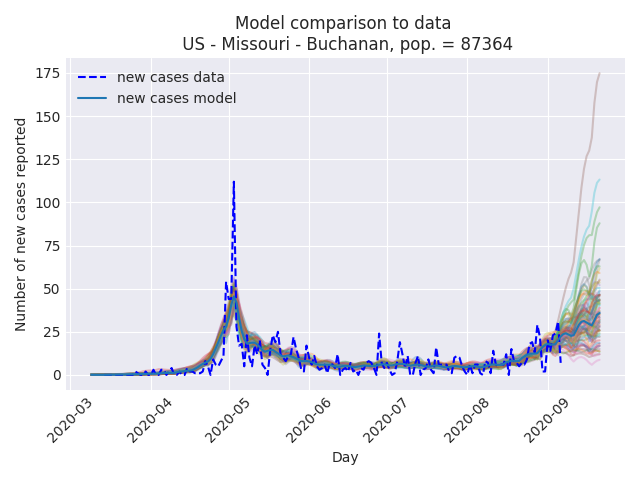 Model comparison to data
US - Missouri - Buchanan, pop. = 87364
new cases data
new cases model
Number of new cases reported
175
150
125
100
75
50
25
0
2020-03
2020-04
2020-05
2020-06
2020-07
2020-08
2020-09
Day